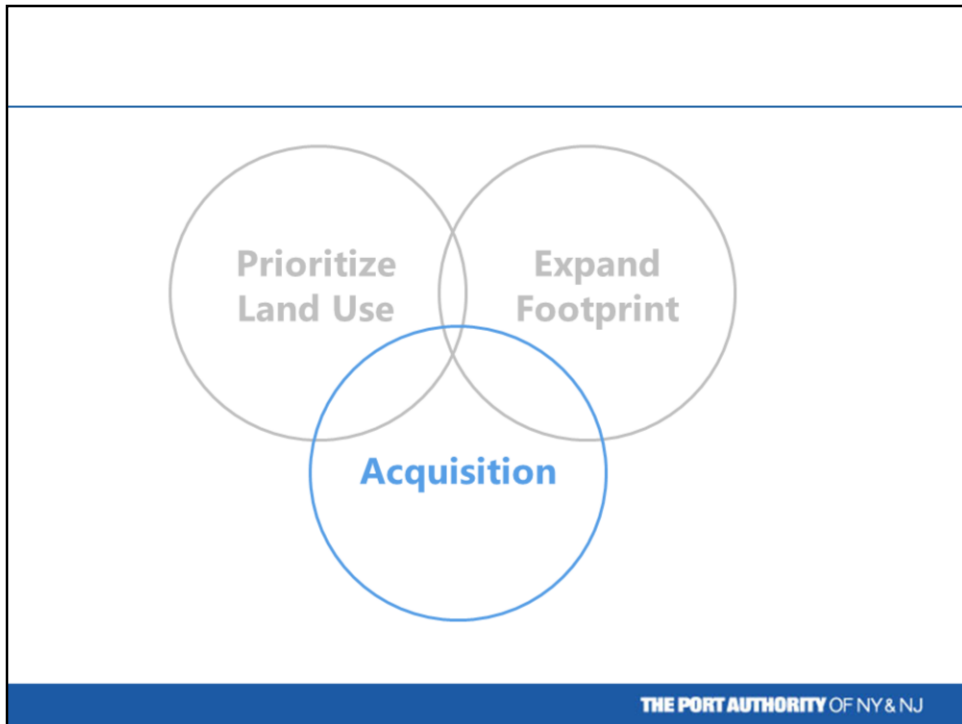 Prioritize
Land Use
Expand
Footprint
Acquisition
THE PORT AUTHORITY OF NY & NJ